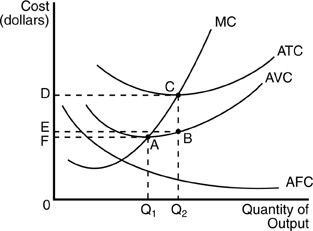 Cost
(dollars)
MC
ATC
C
D
AVC
E
B
F
A
AFC
0
Q1
Q2
Quantity of
Output